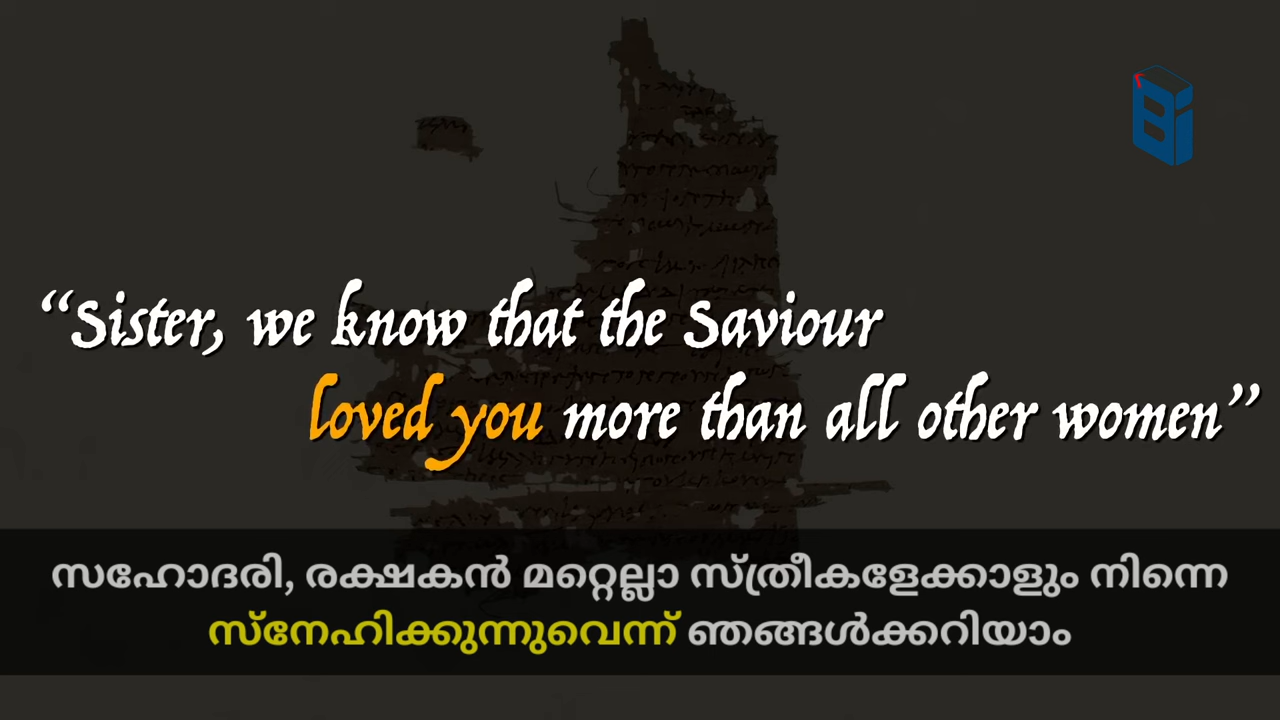 “Sister, we know that the Saviour
loved you more than all other women”
സഹോദരി, രക്ഷകൻ മറ്റെല്ലാ സ്ത്രീകളേക്കാളും നിന്നെ
സ്നേഹിക്കുന്നുവെന്ന് ഞങ്ങൾക്കറിയാം
Bi